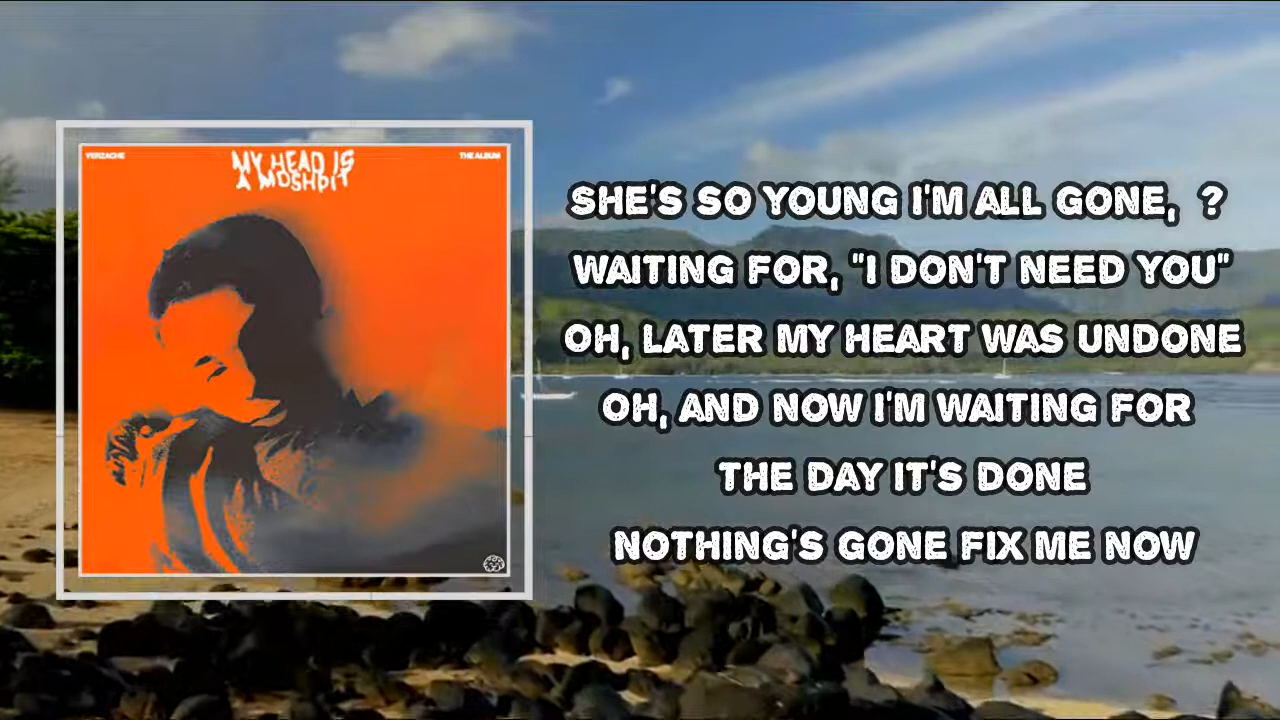 VERZACHE
MY HEAD IS
A MOSHPIT
THE ALBUM
SHE'S SO YOUNG I'M ALL GONE,  ?
WAITING FOR, "I DON'T NEED YOU"
OH, LATER MY HEART WAS UNDONE
OH, AND NOW I'M WAITING FOR
THE DAY IT'S DONE
NOTHING'S GONE FIX ME NOW